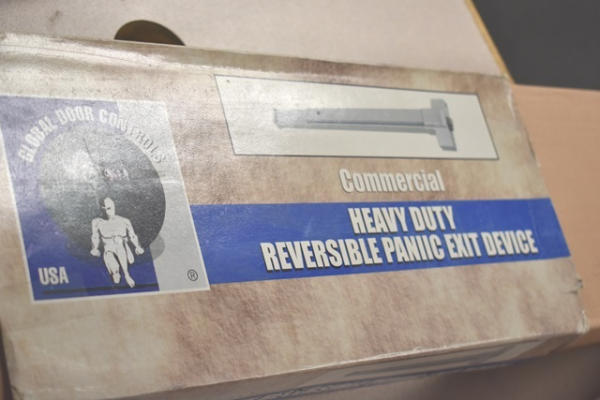 GLOBAL DOOR CONTROLS
USA
®
Commercial
HEAVY DUTY
REVERSIBLE PANIIC EXIT DEVICE